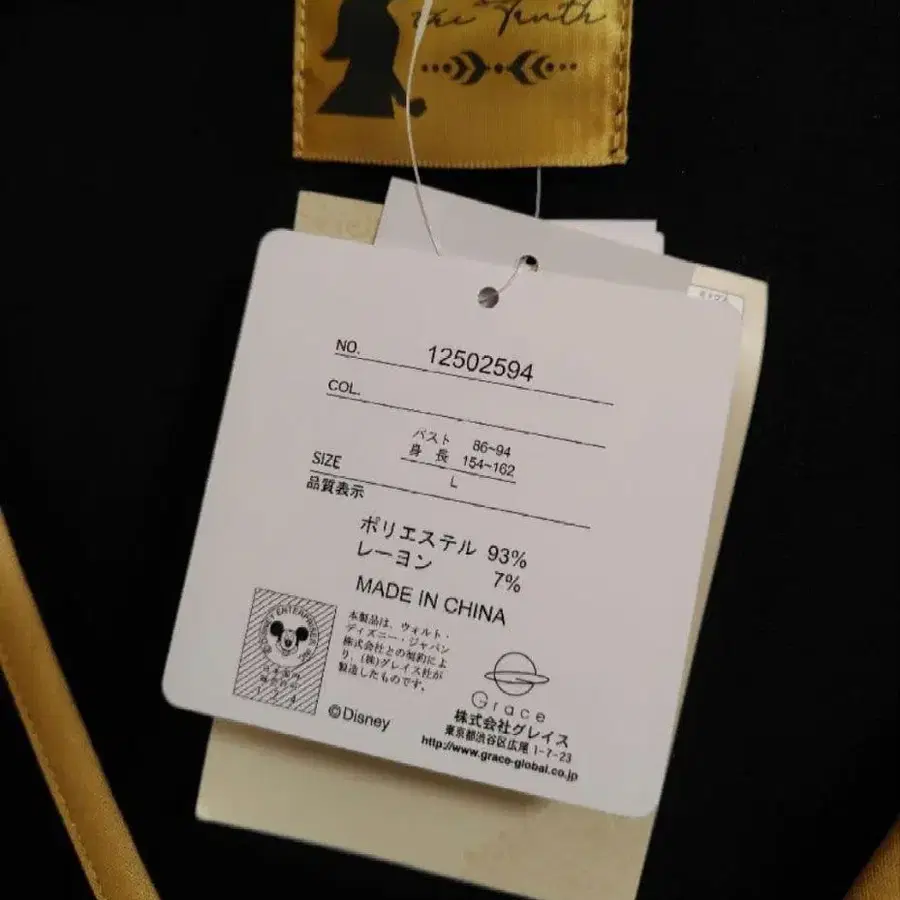 the Truth
NO. 12502594
COL.
バスト 86~94
身 長 154~162
SIZE L
品質表示
ポリエステル 93%
レーヨン 7%
MADE IN CHINA
本製品は、ウォルト・
ディズニー・ジャパン
株式会社との契約によ
り、(株)グレイス社が
製造したものです。
©Disney
Grace
株式会社グレイス
東京都渋谷区広尾 1-7-23
http://www.grace-global.co.jp